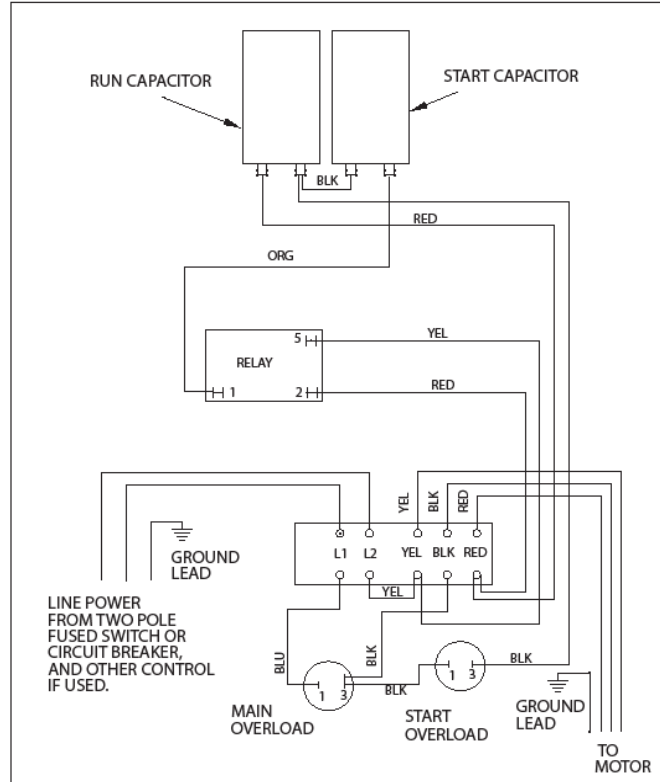 RUN CAPACITOR
START CAPACITOR
BLK
RED
ORG
5
YEL
RELAY
1
2
RED
YEL
BLK
RED
L1 L2 YEL BLK RED
GROUND
LEAD
YEL
LINE POWER
FROM TWO POLE
FUSED SWITCH OR
CIRCUIT BREAKER,
AND OTHER CONTROL
IF USED.
BLU
BLK
1 3
BLK
1 3
BLK
MAIN
OVERLOAD
START
OVERLOAD
GROUND
LEAD
TO
MOTOR